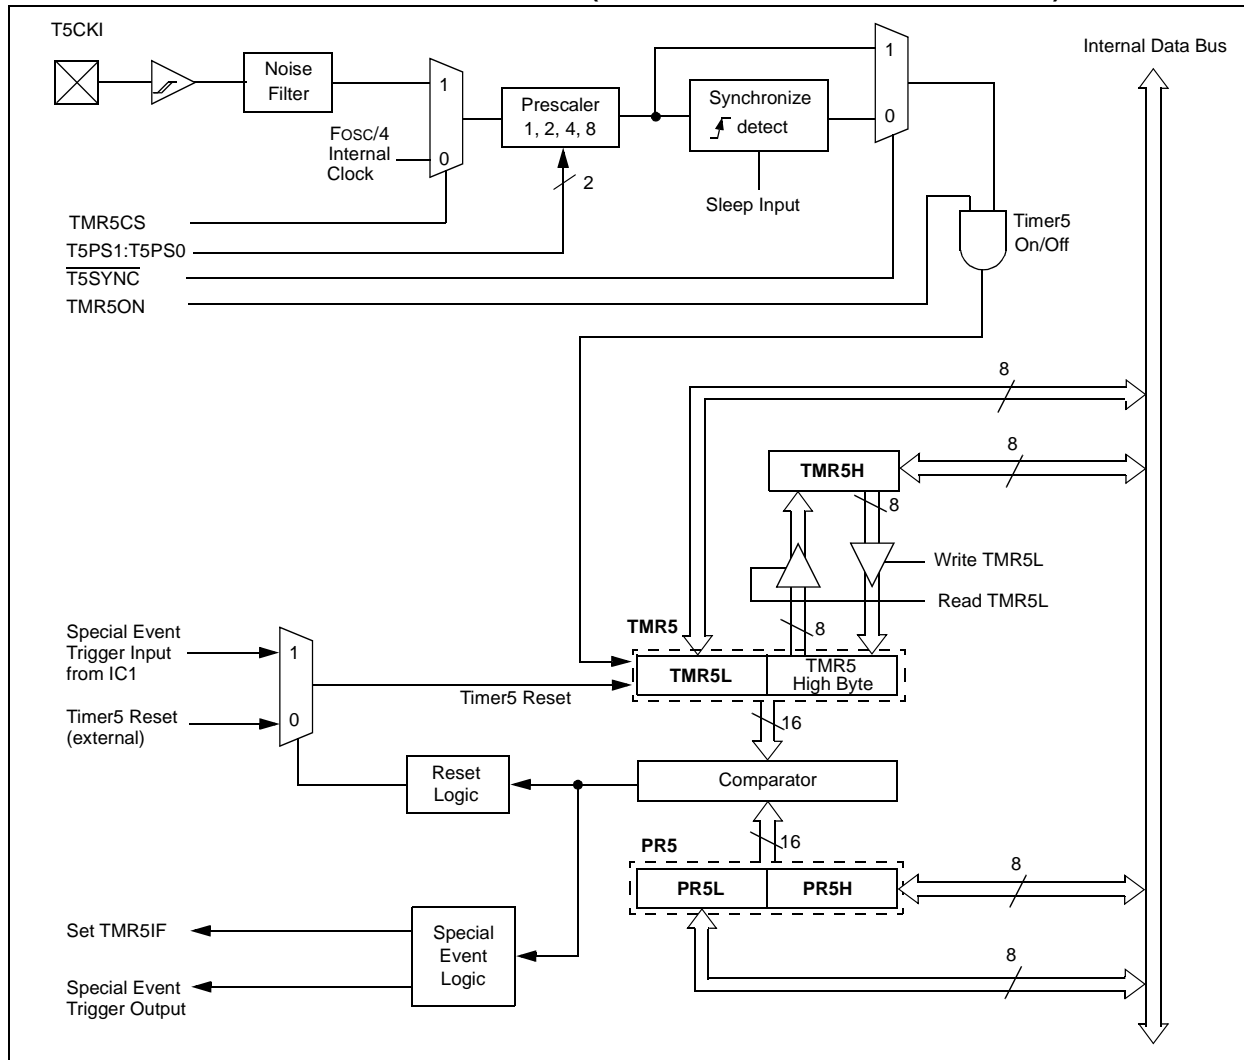 T5CKI
Internal Data Bus
Noise
Filter
1
0
FOSC/4
Internal
Clock
Prescaler
1, 2, 4, 8
2
Synchronize
detect
Sleep Input
1
0
TMR5CS
T5PS1:T5PS0
T5SYNC
TMR5ON
Timer5
On/Off
8
8
TMR5H
8
Write TMR5L
Read TMR5L
8
TMR5
TMR5L
TMR5
High Byte
Special Event
Trigger Input
from IC1
1
0
Timer5 Reset
Timer5 Reset
(external)
16
Reset
Logic
Comparator
16
PR5
PR5L
PR5H
8
8
Set TMR5IF
Special
Event
Logic
Special Event
Trigger Output